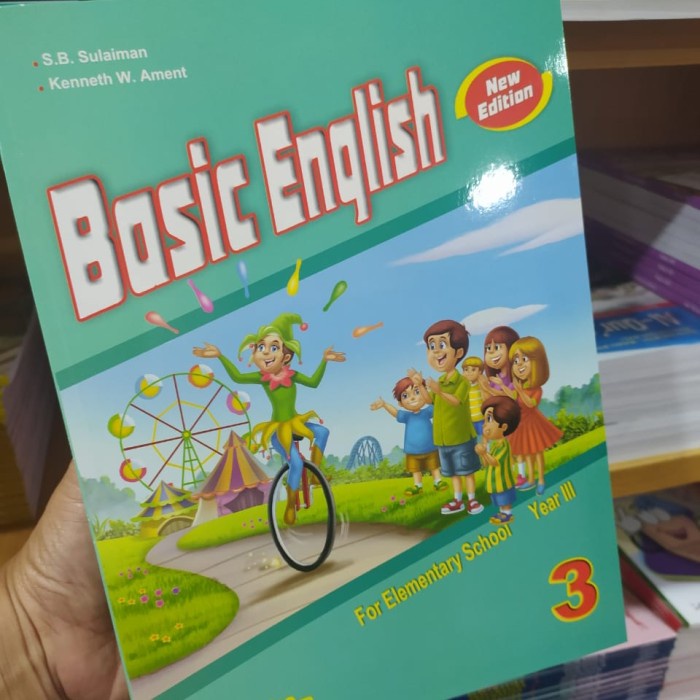 S.B. Sulaiman
Kenneth W. Ament
New
Edition
Basic English
For Elementary School Year III
3